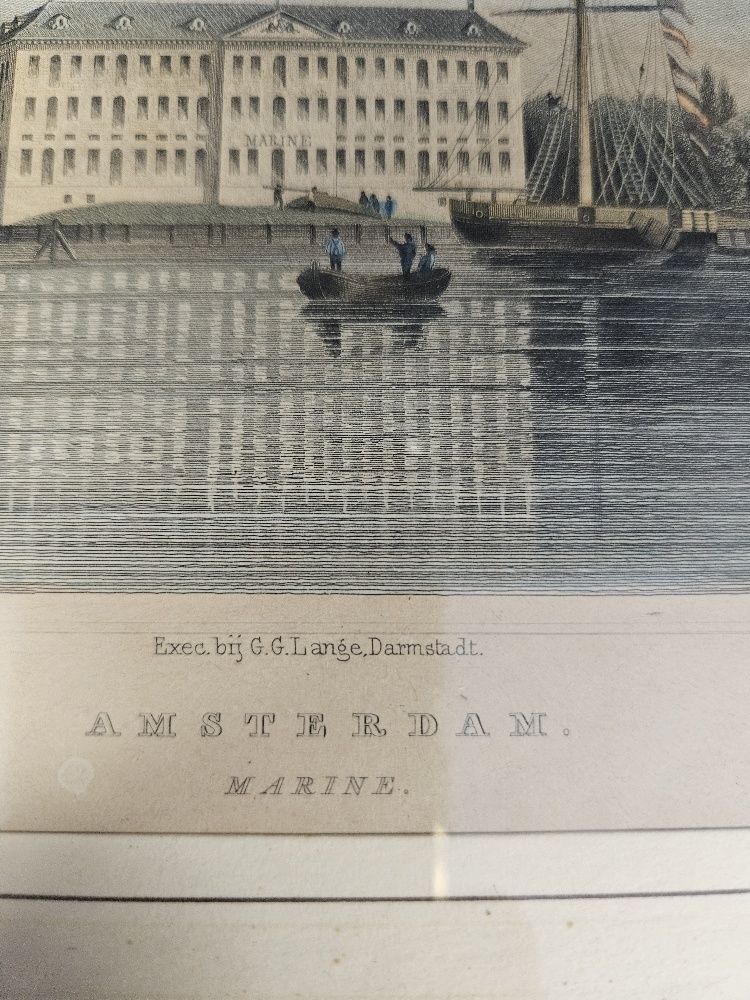 MARINE
Exec. bij G.G. Lange, Darmstadt.
AMSTERDAM.
MARINE.